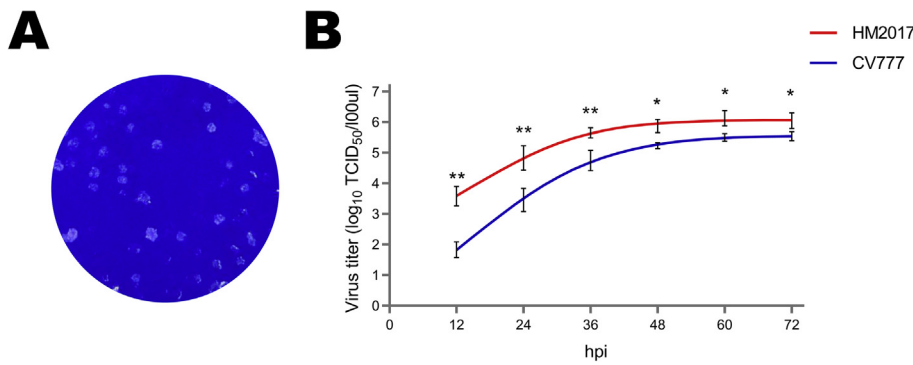 A
B
HM2017
CV777
Virus titer (log10 TCID50/l00ul)
7
6
5
4
3
2
1
0
** ** ** * * *
0 12 24 36 48 60 72
hpi